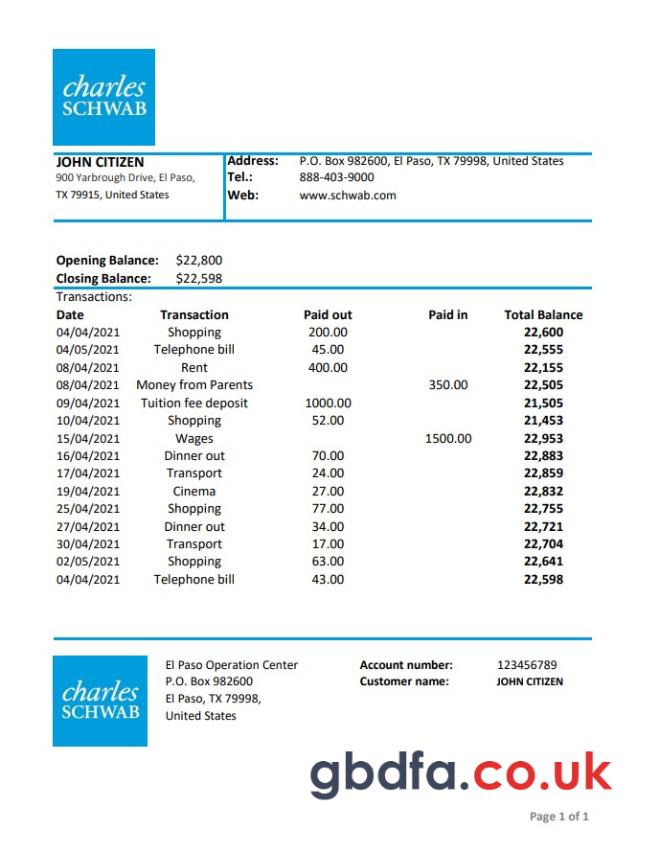 charles
SCHWAB
JOHN CITIZEN
900 Yarbrough Drive, El Paso,
TX 79915, United States
Address: P.O. Box 982600, El Paso, TX 79998, United States
Tel.: 888-403-9000
Web: www.schwab.com
Opening Balance: $22,800
Closing Balance: $22,598
Transactions:
Date Transaction Paid out Paid in Total Balance
04/04/2021 Shopping 200.00 22,600
04/05/2021 Telephone bill 45.00 22,555
08/04/2021 Rent 400.00 22,155
08/04/2021 Money from Parents 350.00 22,505
09/04/2021 Tuition fee deposit 1000.00 21,505
10/04/2021 Shopping 52.00 21,453
15/04/2021 Wages 1500.00 22,953
16/04/2021 Dinner out 70.00 22,883
17/04/2021 Transport 24.00 22,859
19/04/2021 Cinema 27.00 22,832
25/04/2021 Shopping 77.00 22,755
27/04/2021 Dinner out 34.00 22,721
30/04/2021 Transport 17.00 22,704
02/05/2021 Shopping 63.00 22,641
04/04/2021 Telephone bill 43.00 22,598
charles
SCHWAB
El Paso Operation Center
P.O. Box 982600
El Paso, TX 79998,
United States
Account number: 123456789
Customer name: JOHN CITIZEN
gbdfa.co.uk
Page 1 of 1